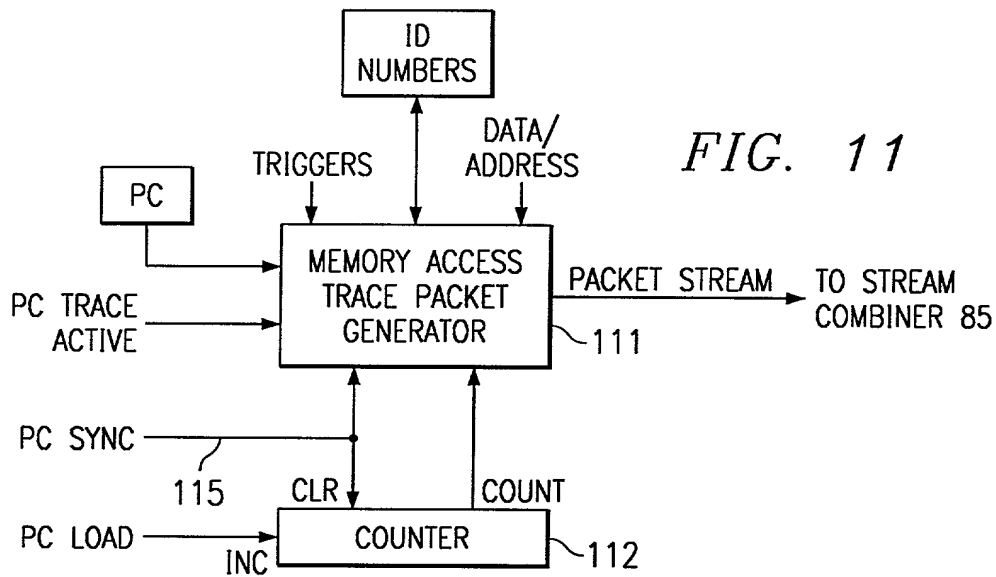 ID
NUMBERS
DATA/
ADDRESS
TRIGGERS
FIG. 11
PC
MEMORY ACCESS
TRACE PACKET
GENERATOR
PACKET STREAM
TO STREAM
COMBINER 85
PC TRACE
ACTIVE
111
PC SYNC
115
CLR
COUNT
PC LOAD
INC
COUNTER
112